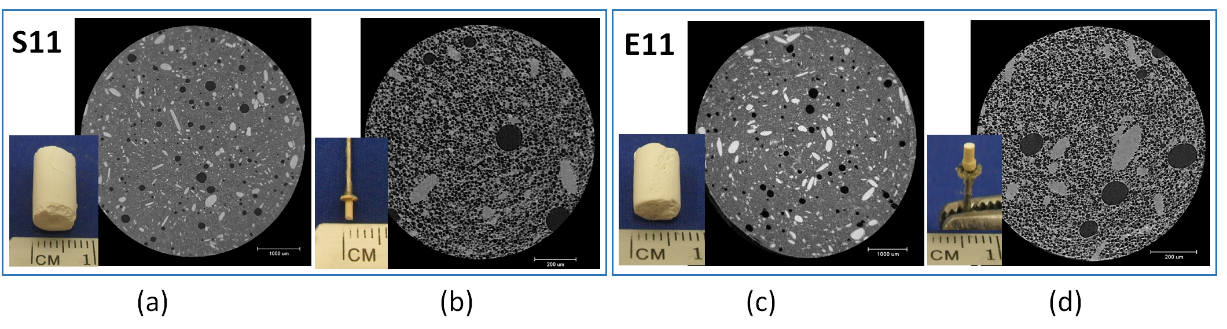 S11
E11
1000 um
200 um
1000 um
200 um
CM 1
CM
CM 1
CM 1
(a)
(b)
(c)
(d)